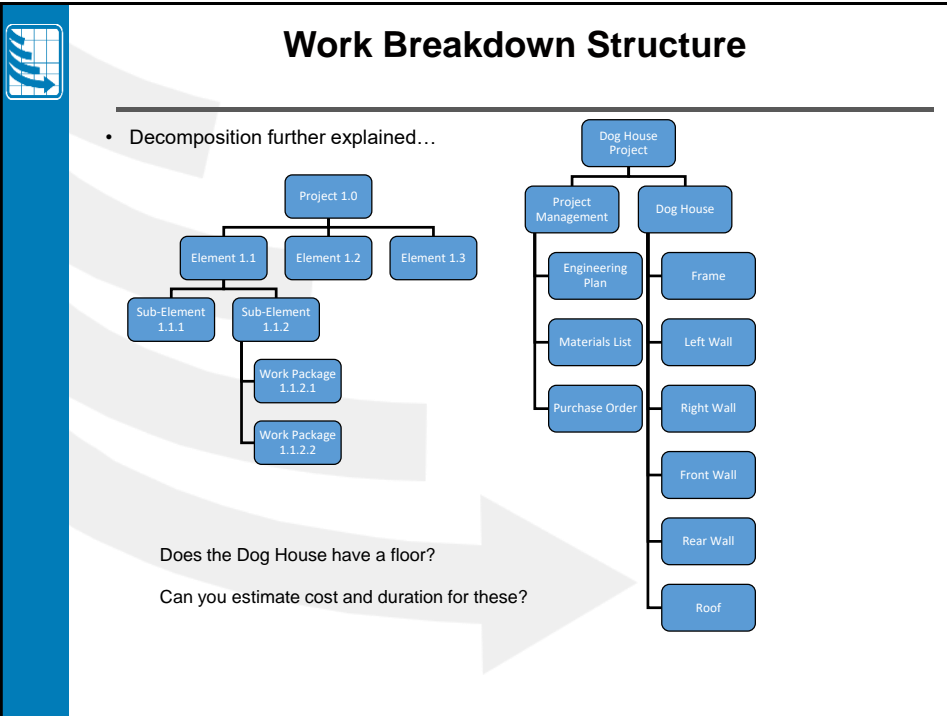 Work Breakdown Structure
• Decomposition further explained…
Project 1.0
Element 1.1
Element 1.2
Element 1.3
Sub-Element
1.1.1
Sub-Element
1.1.2
Work Package
1.1.2.1
Work Package
1.1.2.2
Dog House
Project
Project
Management
Dog House
Engineering
Plan
Materials List
Purchase Order
Frame
Left Wall
Right Wall
Front Wall
Rear Wall
Roof
Does the Dog House have a floor?
Can you estimate cost and duration for these?